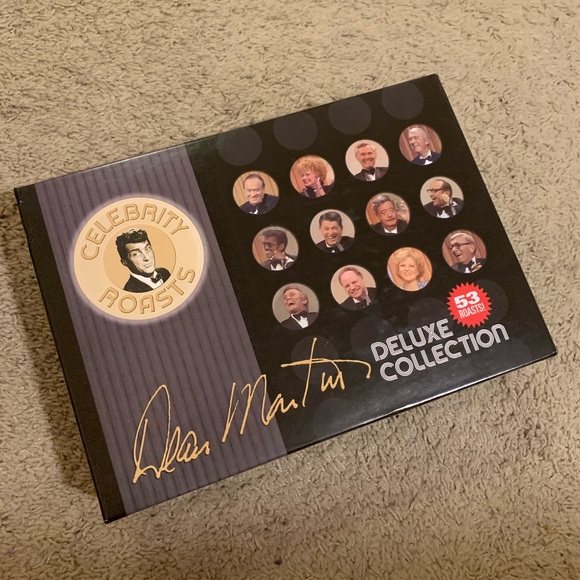 CELEBRITY
ROASTS
Dean Martin
53
ROASTS!
DELUXE
COLLECTION